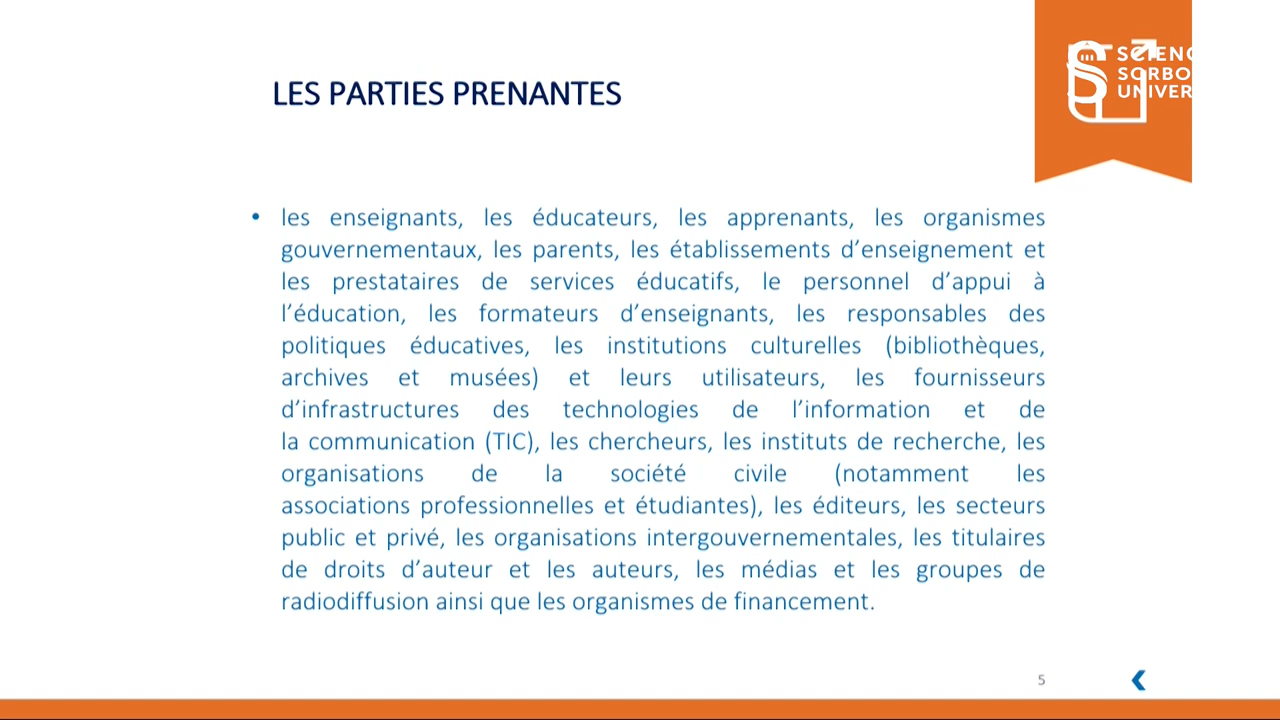 SCIENC
SORBO
UNIVER
LES PARTIES PRENANTES
• les enseignants, les éducateurs, les apprenants, les organismes
gouvernementaux, les parents, les établissements d’enseignement et
les prestataires de services éducatifs, le personnel d’appui à
l’éducation, les formateurs d’enseignants, les responsables des
politiques éducatives, les institutions culturelles (bibliothèques,
archives et musées) et leurs utilisateurs, les fournisseurs
d’infrastructures des technologies de l’information et de
la communication (TIC), les chercheurs, les instituts de recherche, les
organisations de la société civile (notamment les
associations professionnelles et étudiantes), les éditeurs, les secteurs
public et privé, les organisations intergouvernementales, les titulaires
de droits d’auteur et les auteurs, les médias et les groupes de
radiodiffusion ainsi que les organismes de financement.
5